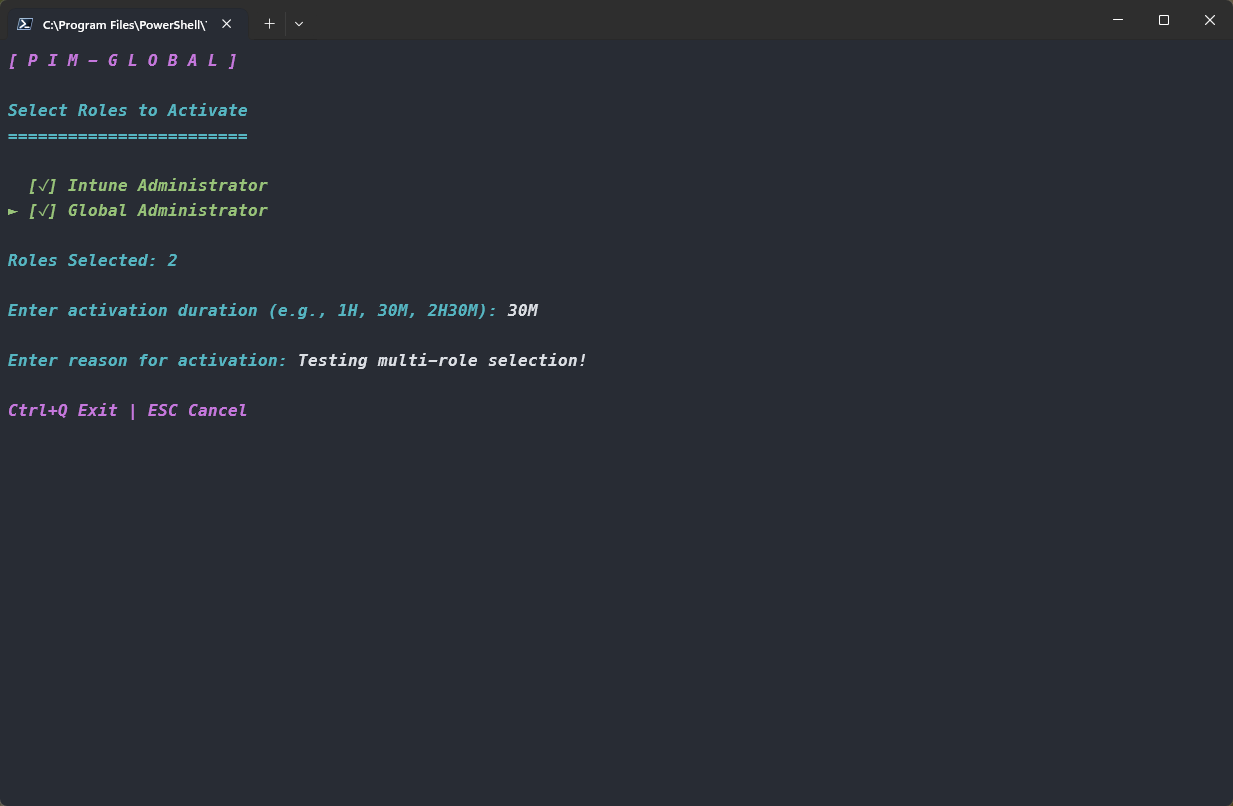 C:\Program Files\PowerShell\
[ P I M - G L O B A L ]
Select Roles to Activate
========================
[√] Intune Administrator
► [√] Global Administrator
Roles Selected: 2
Enter activation duration (e.g., 1H, 30M, 2H30M): 30M
Enter reason for activation: Testing multi-role selection!
Ctrl+Q Exit | ESC Cancel